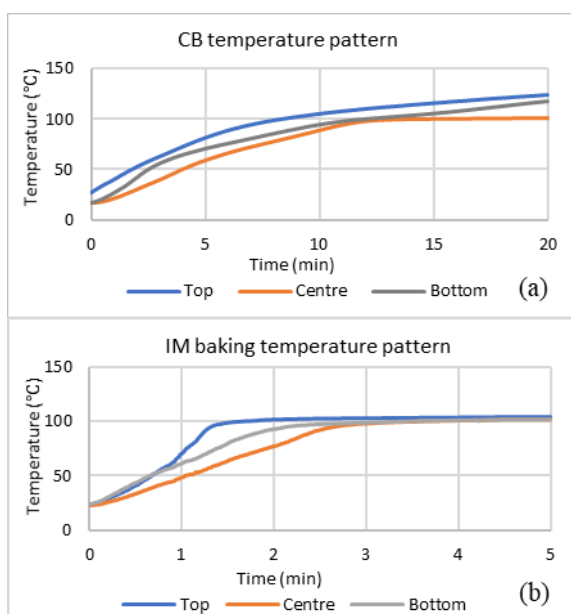 CB temperature pattern
Temperature (°C)
150
100
50
0
0 5 10 15 20
Time (min)
Top Centre Bottom
(a)
IM baking temperature pattern
Temperature (°C)
150
100
50
0
0 1 2 3 4 5
Time (min)
Top Centre Bottom
(b)